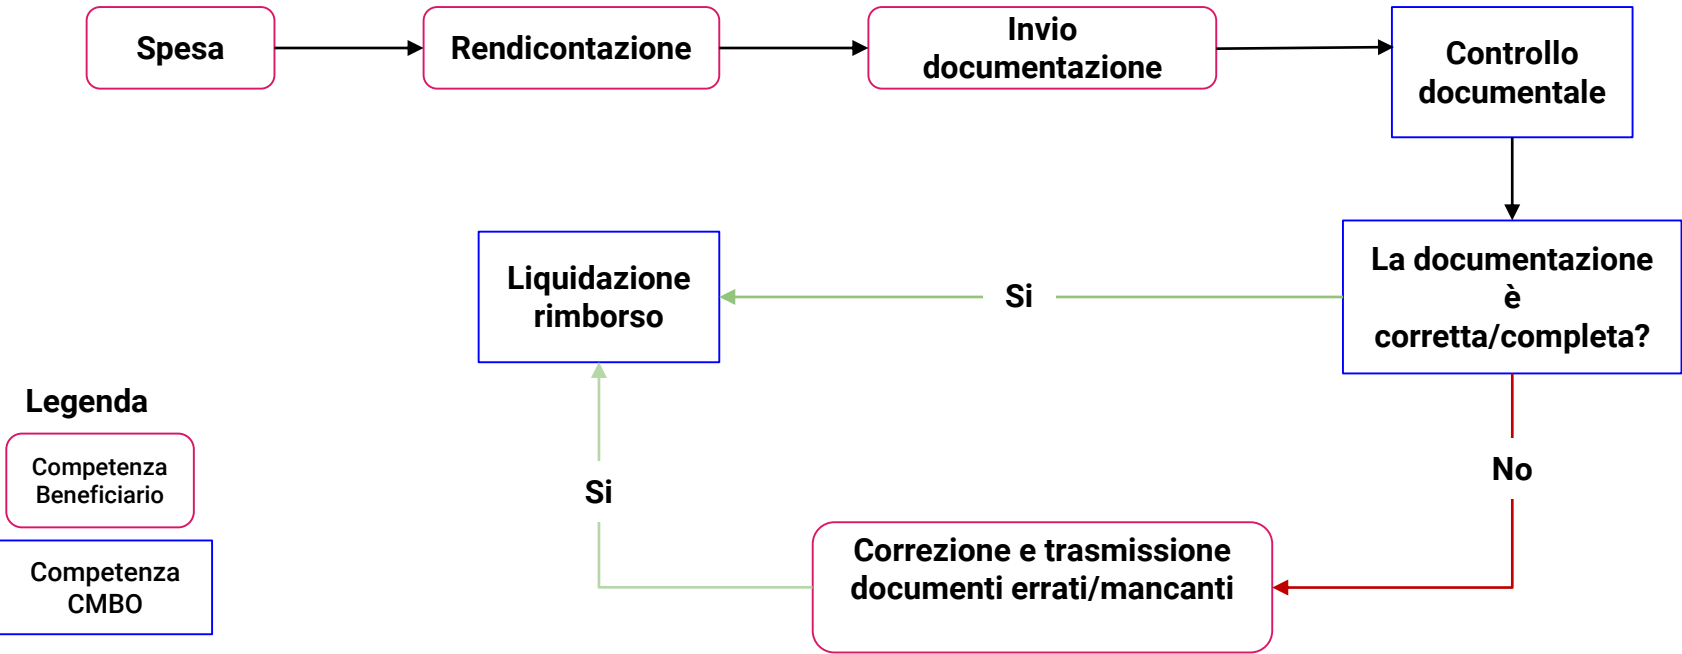 Spesa
Rendicontazione
Invio
documentazione
Controllo
documentale
La documentazione
è
corretta/completa?
Si
Liquidazione
rimborso
No
Correzione e trasmissione
documenti errati/mancanti
Si
Legenda
Competenza
Beneficiario
Competenza
CMBO